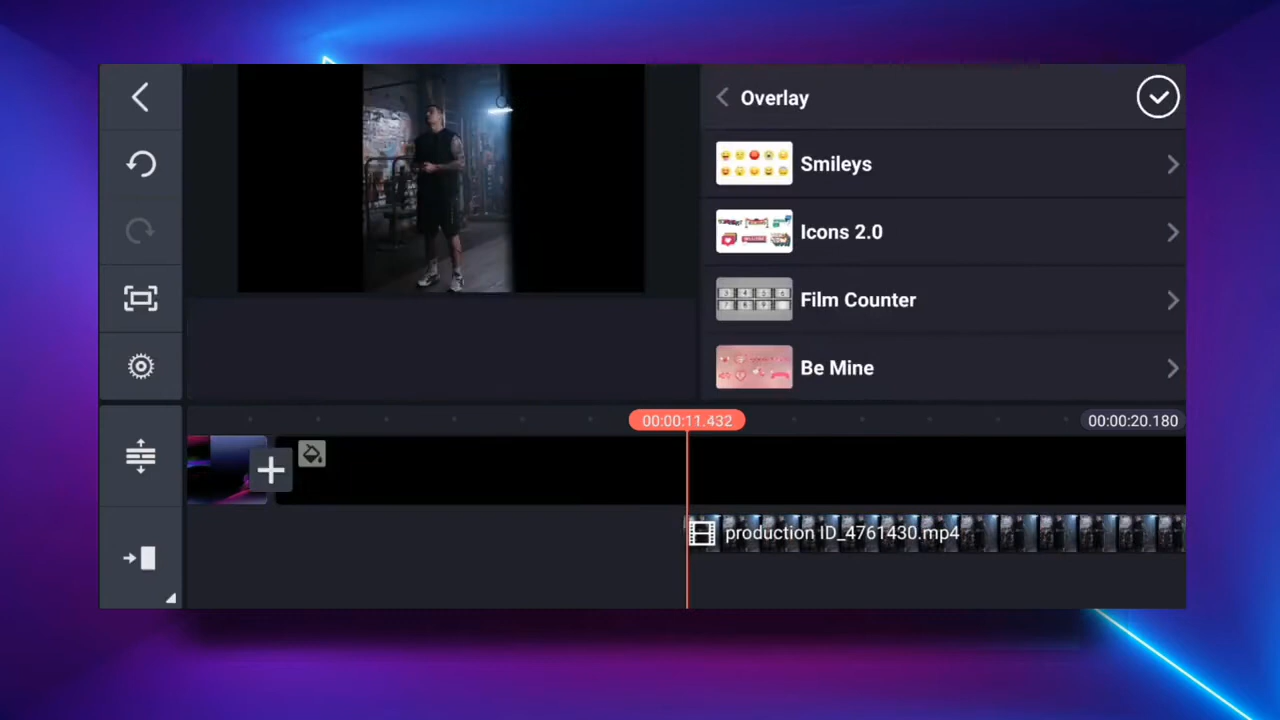 Overlay
Smileys
Icons 2.0
Film Counter
Be Mine
00:00:11.432
00:00:20.180
production ID_4761430.mp4